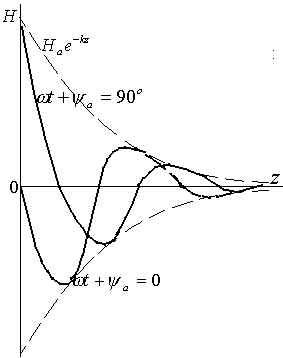 H
H_a e^{-kz}
ωt + ψ_a = 90°
0
z
ωt + ψ_a = 0